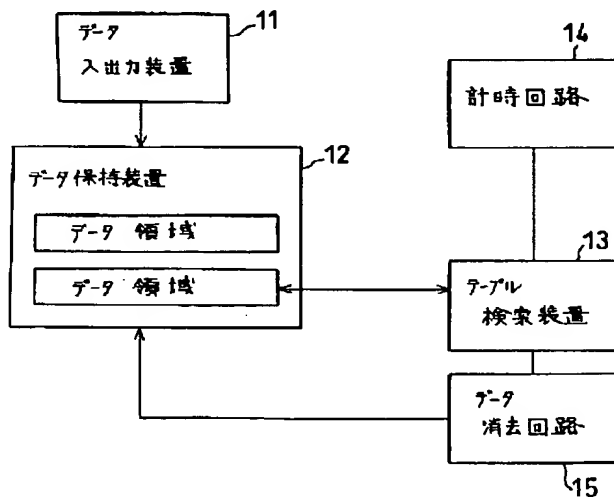 データ
入出力装置
11
データ保持装置
12
データ 領域
データ 領域
14
計時回路
13
テーブル
検索装置
データ
消去回路
15